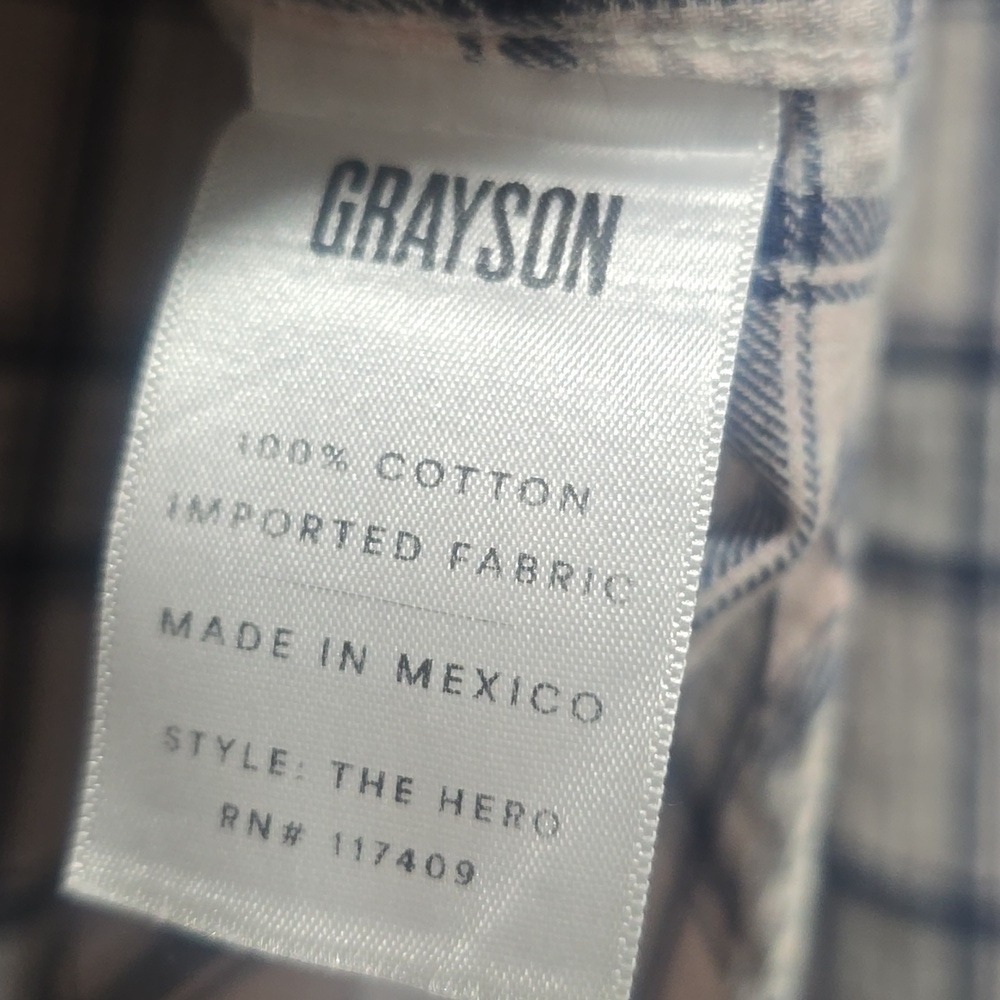 GRAYSON
100% COTTON
IMPORTED FABRIC
MADE IN MEXICO
STYLE: THE HERO
RN# 117409